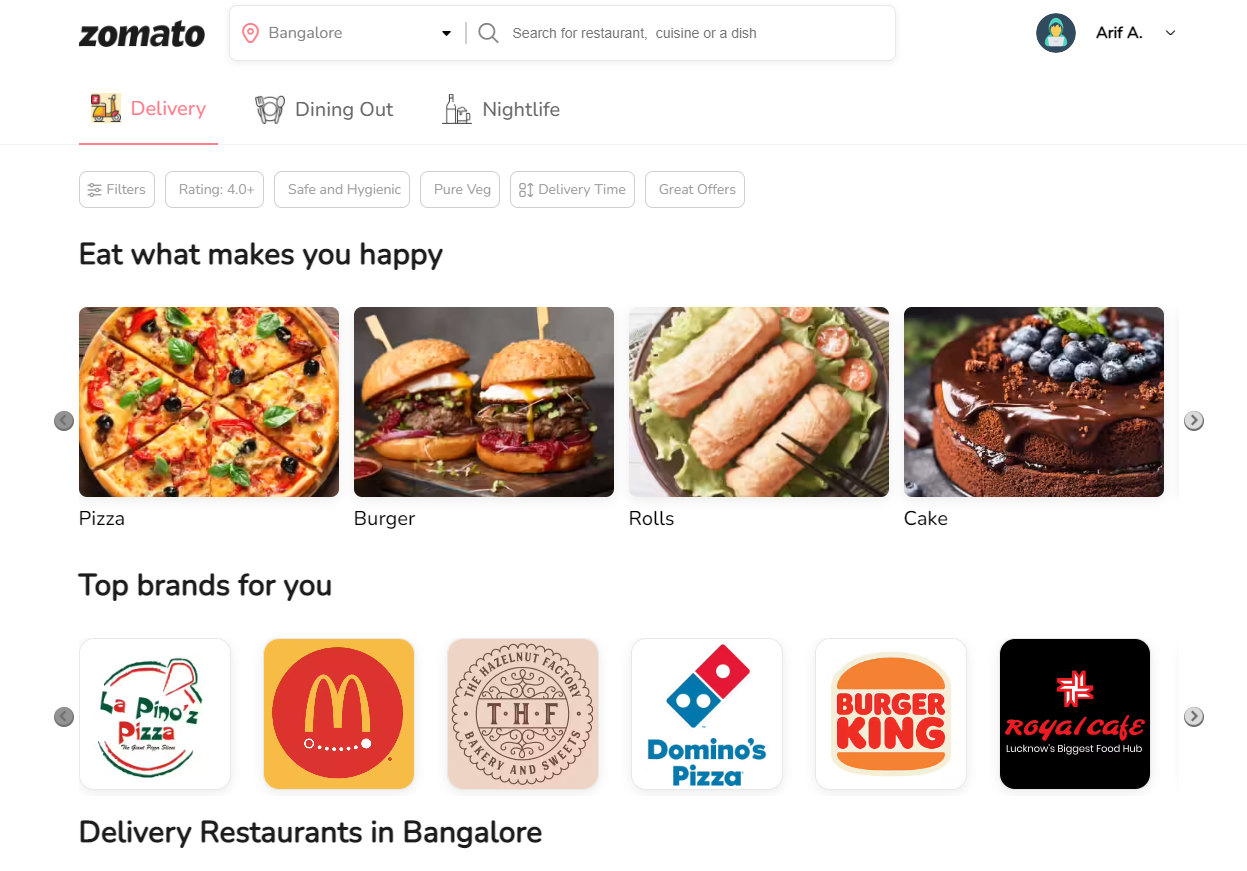 zomato
Bangalore
Search for restaurant, cuisine or a dish
Arif A.
Delivery
Dining Out
Nightlife
Filters
Rating: 4.0+
Safe and Hygienic
Pure Veg
Delivery Time
Great Offers
Eat what makes you happy
Pizza
Burger
Rolls
Cake
Top brands for you
La Pino'z
Pizza
The Giant Pizza Slices
THE HAZELNUT FACTORY
T·H·F
BAKERY AND SWEETS
Domino's
Pizza
BURGER
KING
Royal Cafe
Lucknow's Biggest Food Hub
Delivery Restaurants in Bangalore